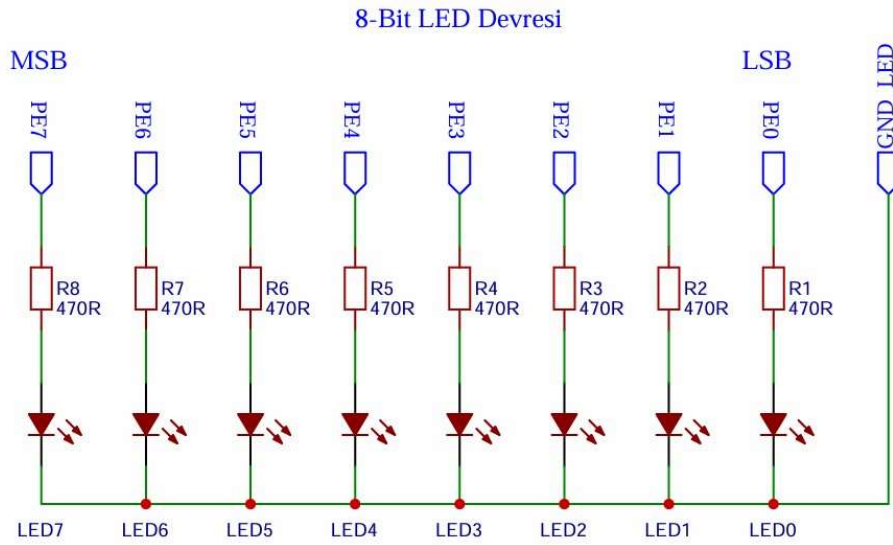 8-Bit LED Devresi
MSB
LSB
PE7
PE6
PE5
PE4
PE3
PE2
PE1
PE0
GND LED
R8
470R
R7
470R
R6
470R
R5
470R
R4
470R
R3
470R
R2
470R
R1
470R
LED7
LED6
LED5
LED4
LED3
LED2
LED1
LED0